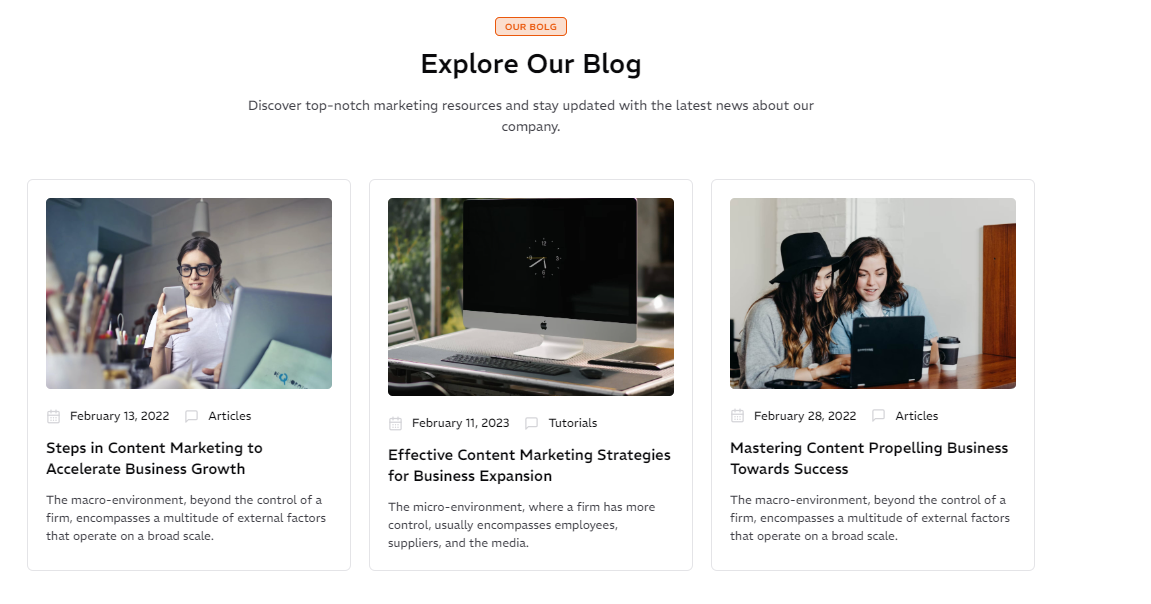 OUR BOLG
Explore Our Blog
Discover top-notch marketing resources and stay updated with the latest news about our
company.
February 13, 2022 Articles
Steps in Content Marketing to
Accelerate Business Growth
The macro-environment, beyond the control of a
firm, encompasses a multitude of external factors
that operate on a broad scale.
February 11, 2023 Tutorials
Effective Content Marketing Strategies
for Business Expansion
The micro-environment, where a firm has more
control, usually encompasses employees,
suppliers, and the media.
February 28, 2022 Articles
Mastering Content Propelling Business
Towards Success
The macro-environment, beyond the control of a
firm, encompasses a multitude of external factors
that operate on a broad scale.